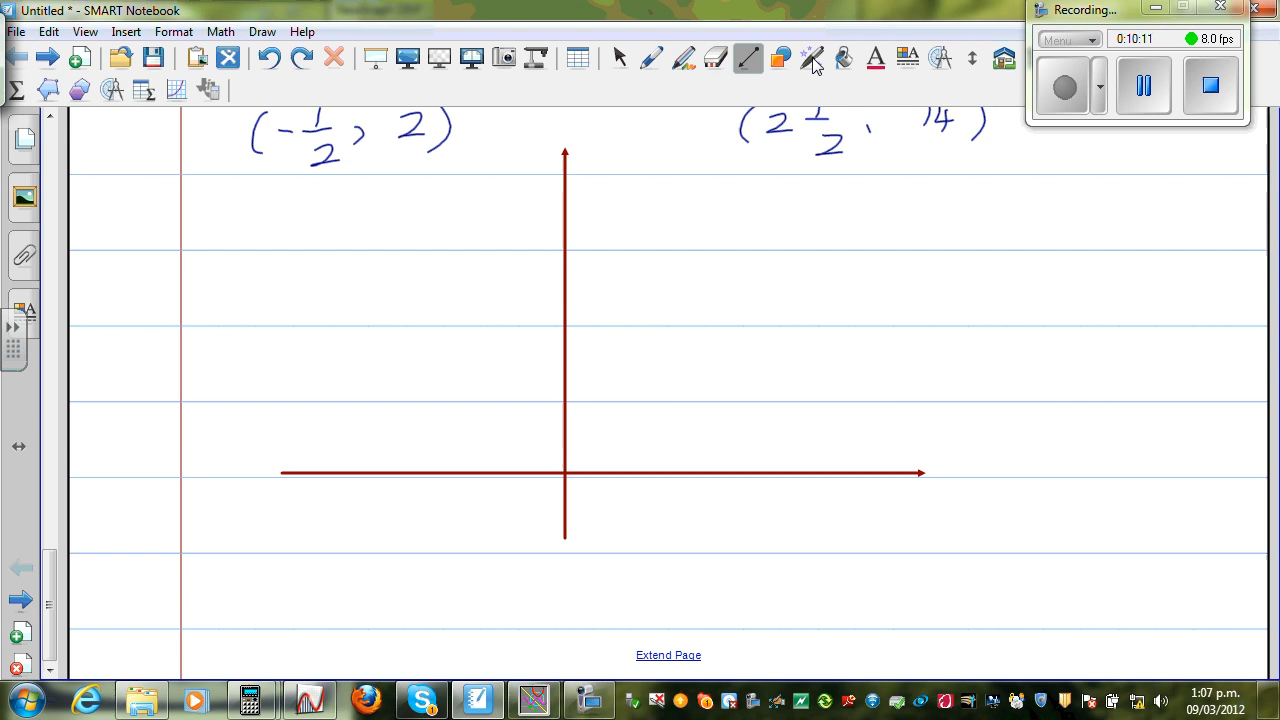 Untitled * - SMART Notebook
Recording...
File Edit View Insert Format Math Draw Help
Menu 0:10:11 8.0 fps
(-1/2, 2) (2 1/2, 14)
Extend Page
1:07 p.m.
09/03/2012